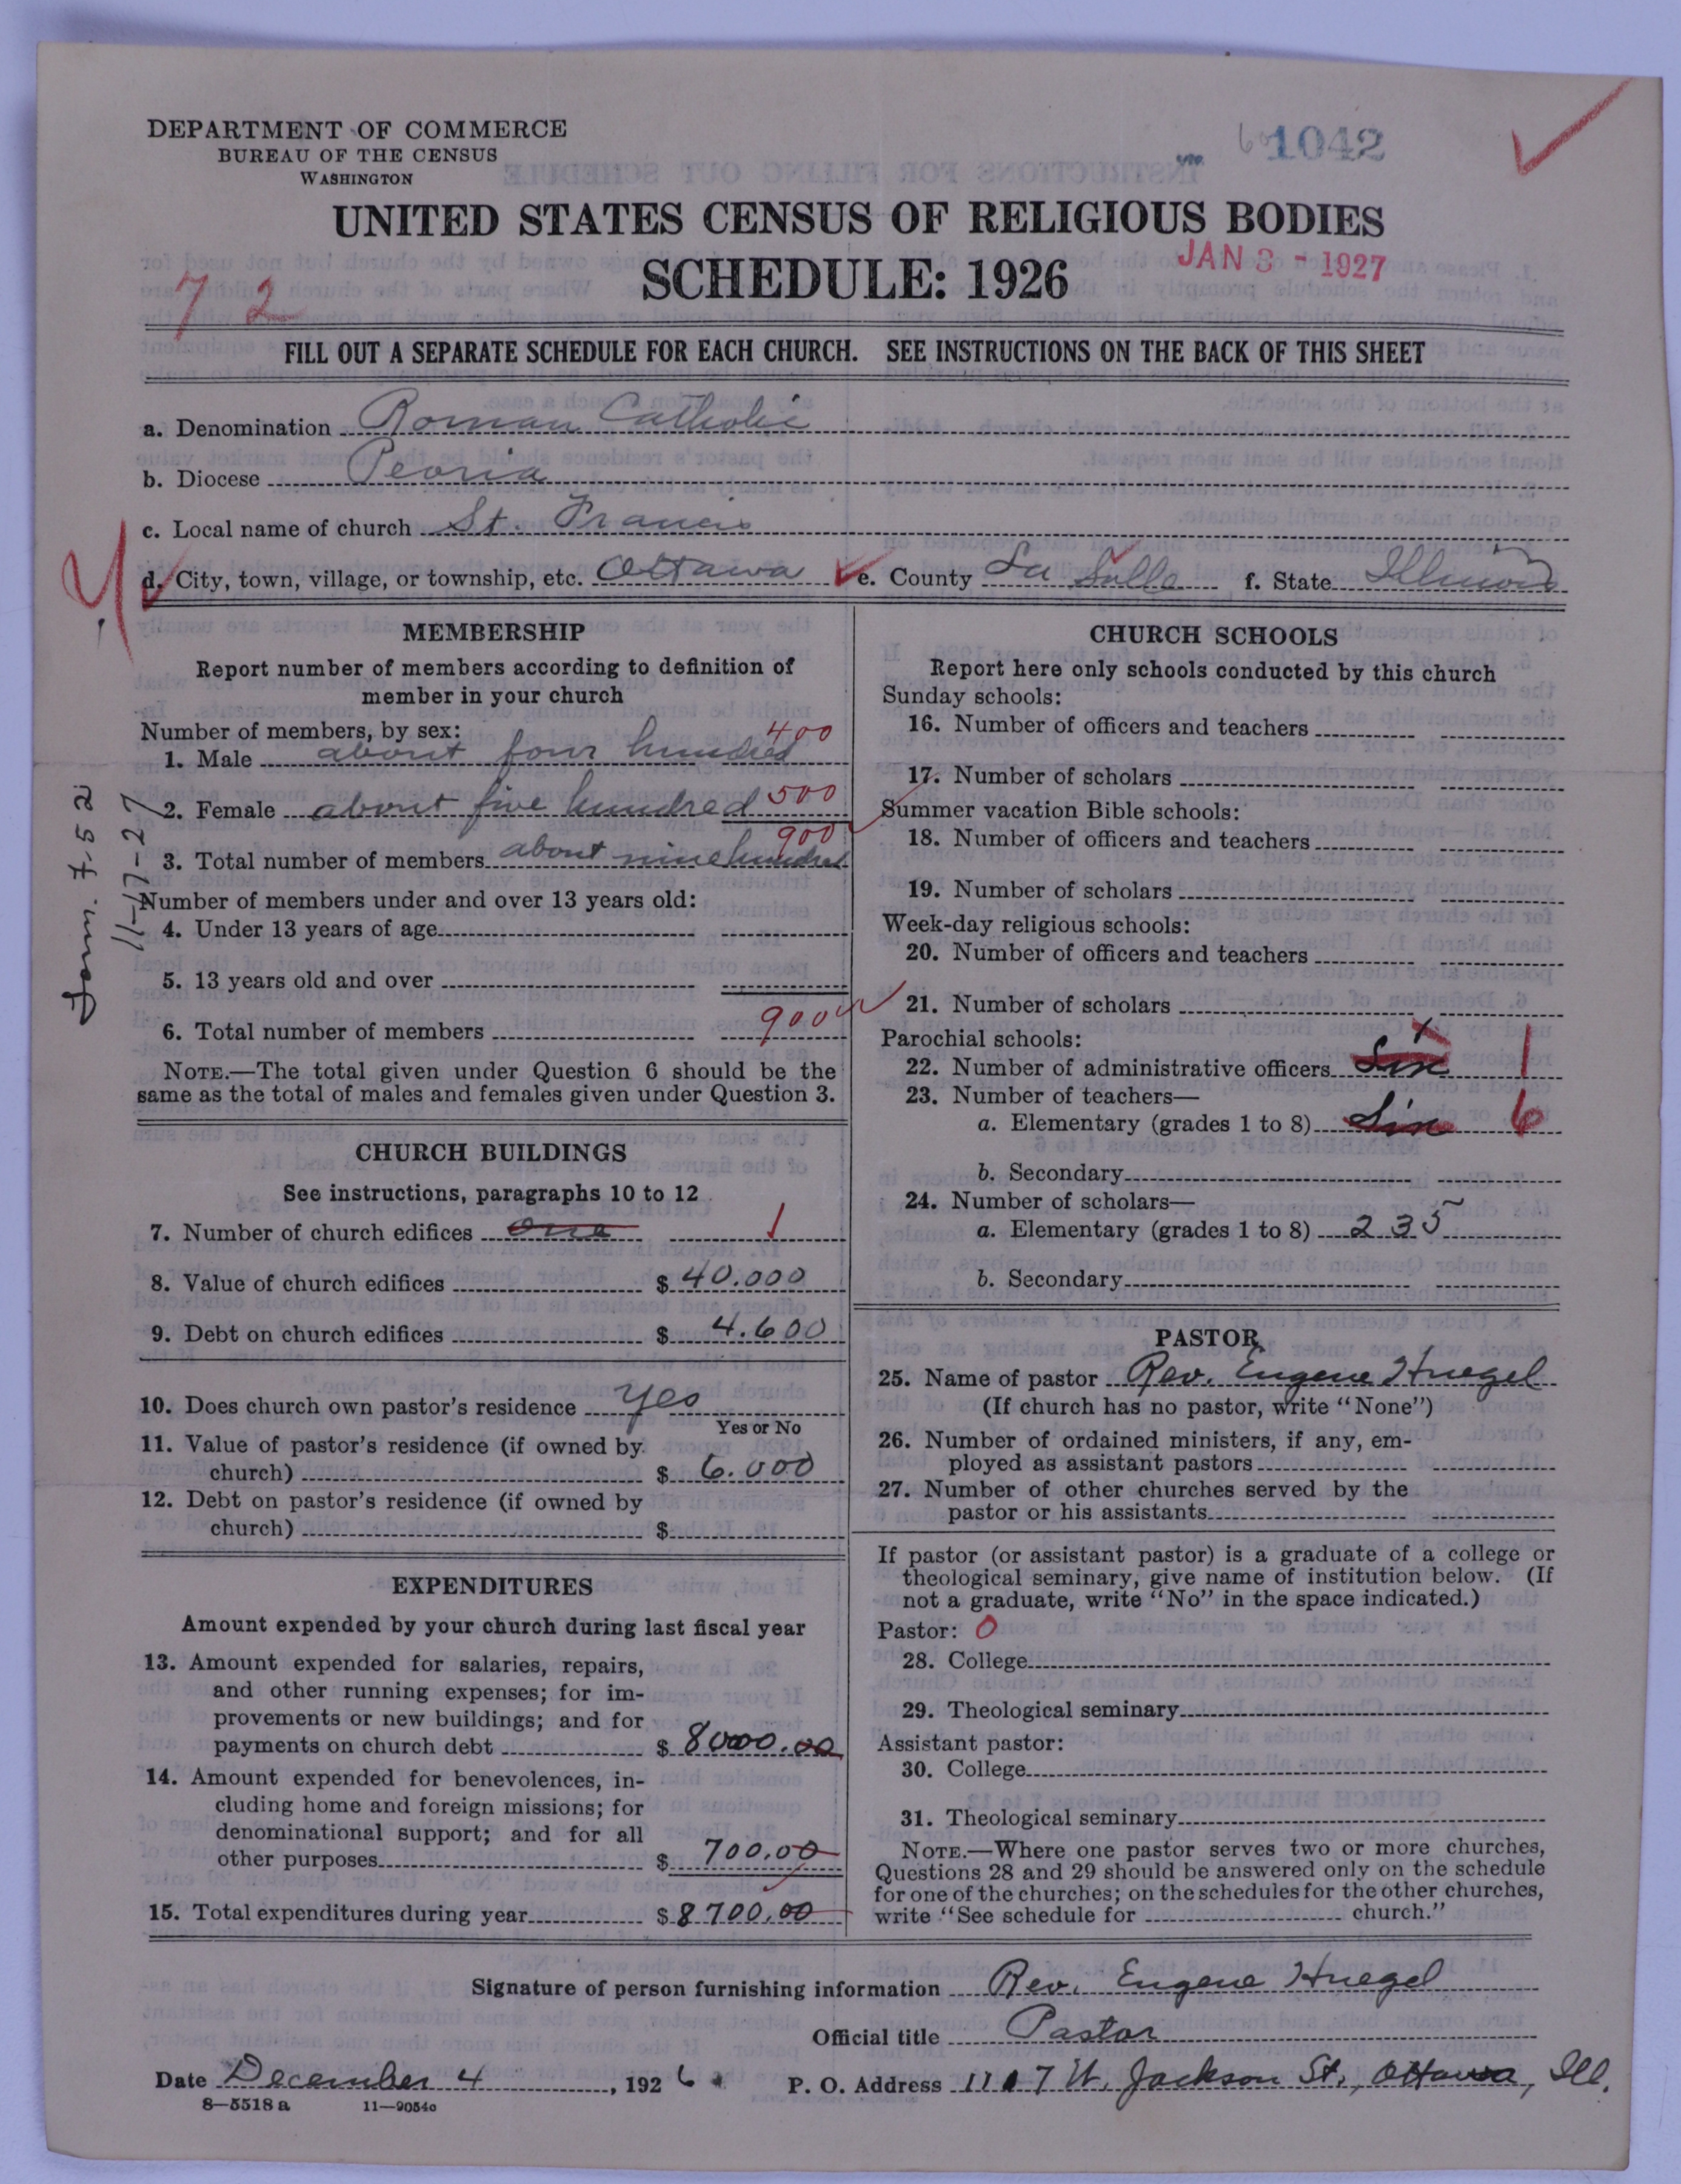 DEPARTMENT OF COMMERCE
BUREAU OF THE CENSUS
WASHINGTON
1042
UNITED STATES CENSUS OF RELIGIOUS BODIES
SCHEDULE: 1926
JAN 3 - 1927
7 2
FILL OUT A SEPARATE SCHEDULE FOR EACH CHURCH. SEE INSTRUCTIONS ON THE BACK OF THIS SHEET
a. Denomination Roman Catholic
b. Diocese Peoria
c. Local name of church St. Francis
d. City, town, village, or township, etc. Ottawa e. County La Salle f. State Illinois
MEMBERSHIP
Report number of members according to definition of
member in your church
Number of members, by sex:
1. Male about four hundred 400
2. Female about five hundred 500
3. Total number of members about nine hundred 900
Number of members under and over 13 years old:
4. Under 13 years of age
5. 13 years old and over
6. Total number of members 900
NOTE.—The total given under Question 6 should be the
same as the total of males and females given under Question 3.
11-17-27
CHURCH BUILDINGS
See instructions, paragraphs 10 to 12
7. Number of church edifices one 1
8. Value of church edifices $ 40.000
9. Debt on church edifices $ 4.600
10. Does church own pastor's residence yes
Yes or No
11. Value of pastor's residence (if owned by
church) $ 6.000
12. Debt on pastor's residence (if owned by
church) $
EXPENDITURES
Amount expended by your church during last fiscal year
13. Amount expended for salaries, repairs,
and other running expenses; for im-
provements or new buildings; and for
payments on church debt $ 8000.00
14. Amount expended for benevolences, in-
cluding home and foreign missions; for
denominational support; and for all
other purposes $ 700.00
15. Total expenditures during year $ 8700.00
CHURCH SCHOOLS
Report here only schools conducted by this church
Sunday schools:
16. Number of officers and teachers
17. Number of scholars
Summer vacation Bible schools:
18. Number of officers and teachers
19. Number of scholars
Week-day religious schools:
20. Number of officers and teachers
21. Number of scholars
Parochial schools:
22. Number of administrative officers Six 1
23. Number of teachers—
a. Elementary (grades 1 to 8) Six 6
b. Secondary
24. Number of scholars—
a. Elementary (grades 1 to 8) 235
b. Secondary
PASTOR
25. Name of pastor Rev. Eugene Huegel
(If church has no pastor, write "None")
26. Number of ordained ministers, if any, em-
ployed as assistant pastors
27. Number of other churches served by the
pastor or his assistants
If pastor (or assistant pastor) is a graduate of a college or
theological seminary, give name of institution below. (If
not a graduate, write "No" in the space indicated.)
Pastor: 0
28. College
29. Theological seminary
Assistant pastor:
30. College
31. Theological seminary
NOTE.—Where one pastor serves two or more churches,
Questions 28 and 29 should be answered only on the schedule
for one of the churches; on the schedules for the other churches,
write "See schedule for church."
Signature of person furnishing information Rev. Eugene Huegel
Official title Pastor
Date December 4, 1926 P. O. Address 1107 W. Jackson St., Ottawa, Ill.
8—5518 a 11—9054c